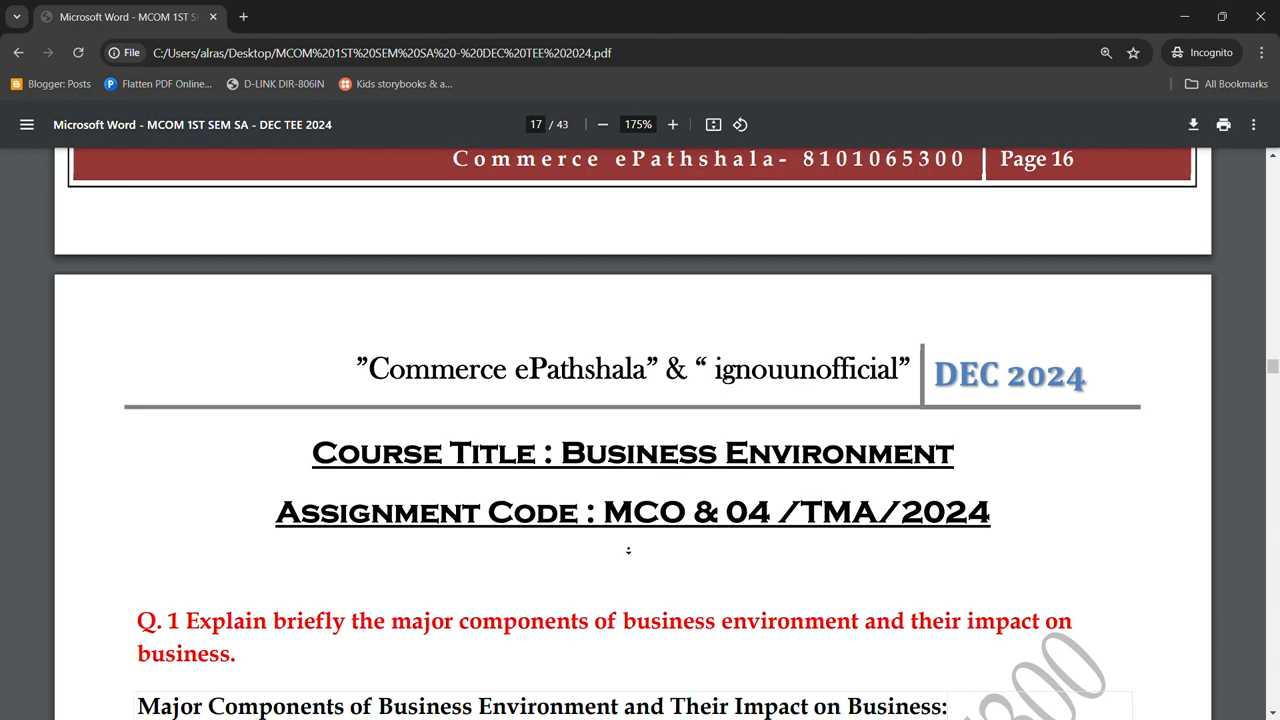 Microsoft Word - MCOM 1ST S
File C:/Users/alras/Desktop/MCOM%201ST%20SEM%20SA%20-%20DEC%20TEE%202024.pdf Incognito
Blogger: Posts Flatten PDF Online... D-LINK DIR-806IN Kids storybooks & a... All Bookmarks
Microsoft Word - MCOM 1ST SEM SA - DEC TEE 2024 17 / 43 175%
Commerce ePathshala- 8101065300 Page 16
”Commerce ePathshala” & “ ignouunofficial” DEC 2024
COURSE TITLE : BUSINESS ENVIRONMENT
ASSIGNMENT CODE : MCO & 04 /TMA/2024
Q. 1 Explain briefly the major components of business environment and their impact on
business.
Major Components of Business Environment and Their Impact on Business: